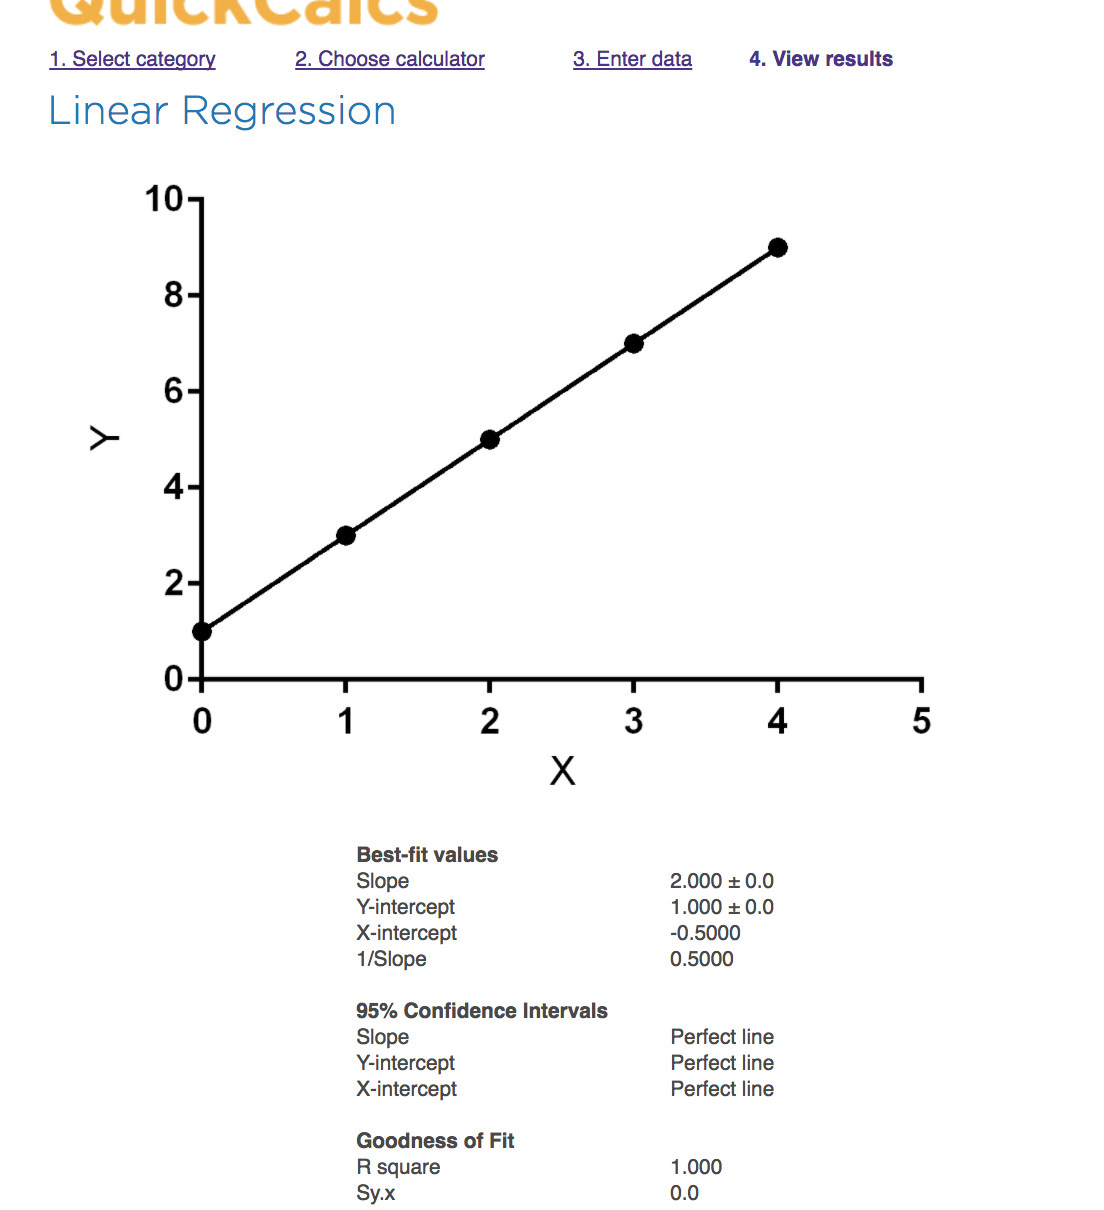 QuickCalcs
1. Select category 2. Choose calculator 3. Enter data 4. View results
Linear Regression
10
8
6
4
2
0
Y
0 1 2 3 4 5
X
Best-fit values
Slope 2.000 ± 0.0
Y-intercept 1.000 ± 0.0
X-intercept -0.5000
1/Slope 0.5000
95% Confidence Intervals
Slope Perfect line
Y-intercept Perfect line
X-intercept Perfect line
Goodness of Fit
R square 1.000
Sy.x 0.0